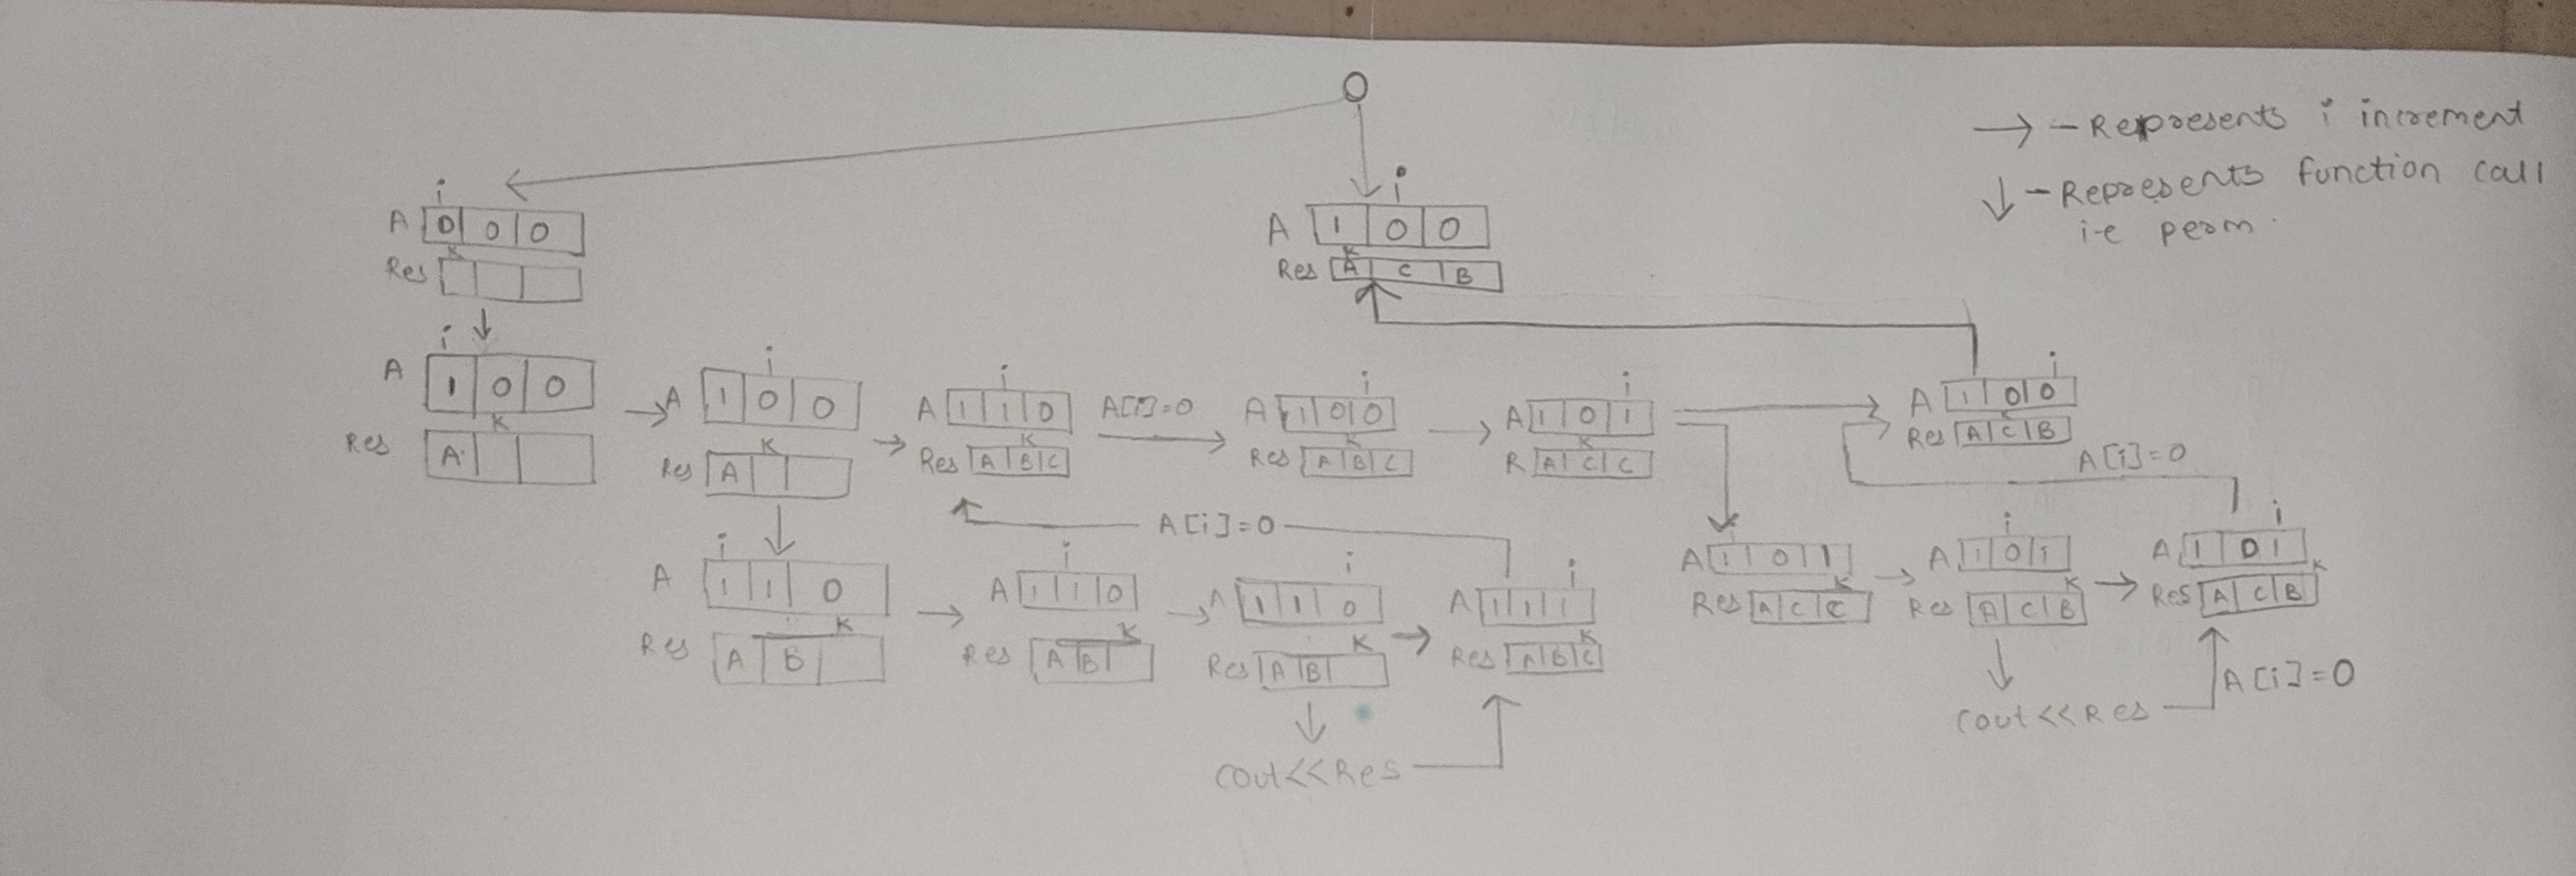 O
→ - Represents i increment
↓ - Represents function call
i-e perm.
i
A 0 0 0
K
Res
i
A 1 0 0
K
Res A C B
i
A 1 0 0
K
Res A
i
A 1 0 0
K
Res A
i
A 1 1 0
K
Res A B C
A[i]=0
i
A 1 0 0
K
Res A B C
i
A 1 0 1
K
R A C C
i
A 1 0 0
K
Res A C B
A[i]=0
A[i]=0
i
A 1 1 0
K
Res A B
i
A 1 1 0
K
Res A B
i
A 1 1 0
K
Res A B
i
A 1 1 1
K
Res A B C
i
A 1 0 1
K
Res A C C
i
A 1 0 1
K
Res A C B
i
A 1 0 1
K
Res A C B
cout<<Res
A[i]=0
cout<<Res